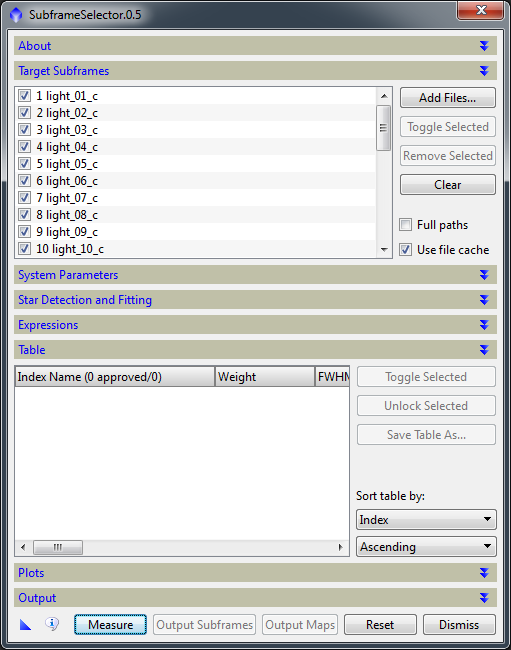 SubframeSelector.0.5
About
Target Subframes
1 light_01_c
2 light_02_c
3 light_03_c
4 light_04_c
5 light_05_c
6 light_06_c
7 light_07_c
8 light_08_c
9 light_09_c
10 light_10_c
Add Files...
Toggle Selected
Remove Selected
Clear
Full paths
Use file cache
System Parameters
Star Detection and Fitting
Expressions
Table
Index Name (0 approved/0) Weight FWHM
Toggle Selected
Unlock Selected
Save Table As...
Sort table by:
Index
Ascending
Plots
Output
Measure Output Subframes Output Maps Reset Dismiss